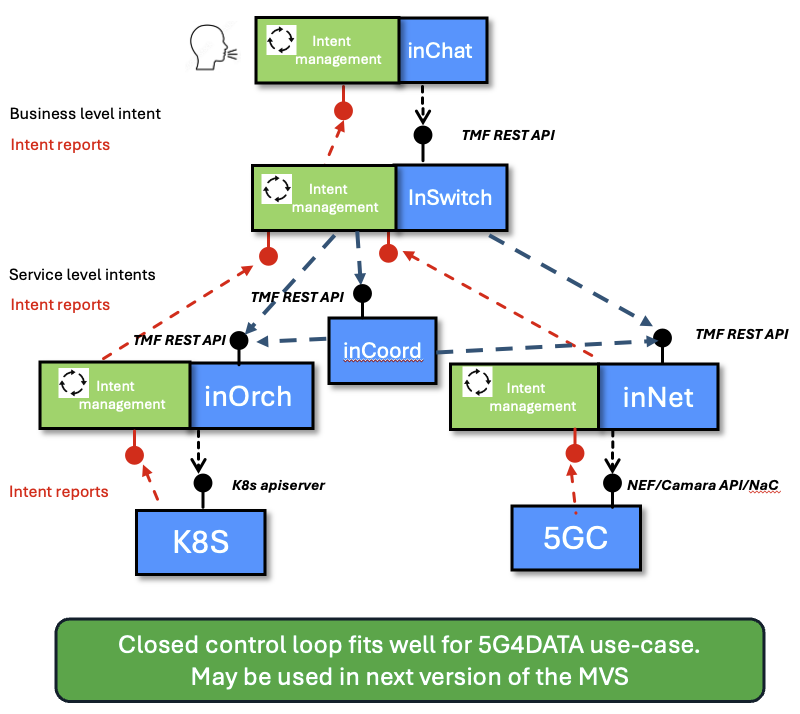 Intent
management
inChat
Business level intent
Intent reports
TMF REST API
Intent
management
InSwitch
Service level intents
Intent reports
TMF REST API
TMF REST API
TMF REST API
inCoord
Intent
management
inOrch
Intent
management
inNet
Intent reports
K8s apiserver
NEF/Camara API/NaC
K8S
5GC
Closed control loop fits well for 5G4DATA use-case.
May be used in next version of the MVS